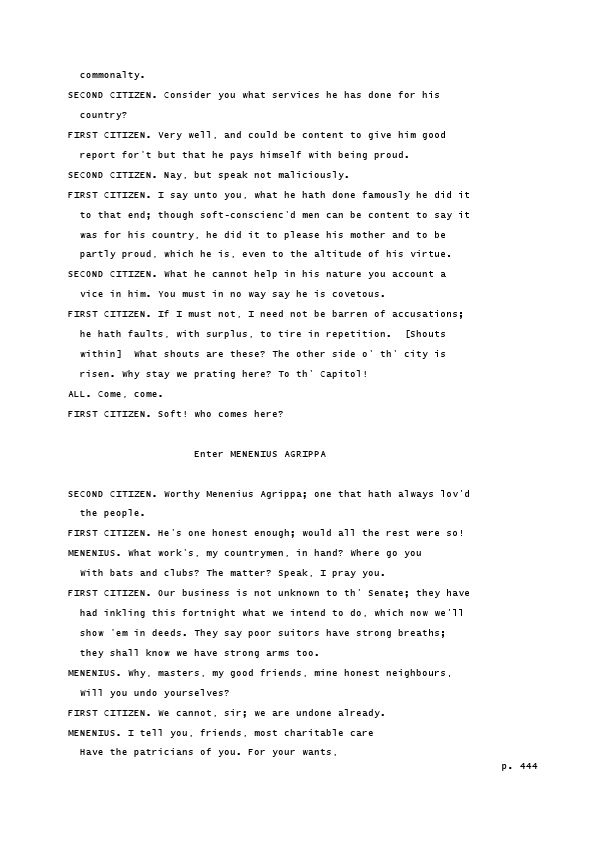 commonalty.
SECOND CITIZEN. Consider you what services he has done for his
country?
FIRST CITIZEN. Very well, and could be content to give him good
report for't but that he pays himself with being proud.
SECOND CITIZEN. Nay, but speak not maliciously.
FIRST CITIZEN. I say unto you, what he hath done famously he did it
to that end; though soft-conscienc'd men can be content to say it
was for his country, he did it to please his mother and to be
partly proud, which he is, even to the altitude of his virtue.
SECOND CITIZEN. What he cannot help in his nature you account a
vice in him. You must in no way say he is covetous.
FIRST CITIZEN. If I must not, I need not be barren of accusations;
he hath faults, with surplus, to tire in repetition.  [Shouts
within]  What shouts are these? The other side o' th' city is
risen. Why stay we prating here? To th' Capitol!
ALL. Come, come.
FIRST CITIZEN. Soft! who comes here?
Enter MENENIUS AGRIPPA
SECOND CITIZEN. Worthy Menenius Agrippa; one that hath always lov'd
the people.
FIRST CITIZEN. He's one honest enough; would all the rest were so!
MENENIUS. What work's, my countrymen, in hand? Where go you
With bats and clubs? The matter? Speak, I pray you.
FIRST CITIZEN. Our business is not unknown to th' Senate; they have
had inkling this fortnight what we intend to do, which now we'll
show 'em in deeds. They say poor suitors have strong breaths;
they shall know we have strong arms too.
MENENIUS. Why, masters, my good friends, mine honest neighbours,
Will you undo yourselves?
FIRST CITIZEN. We cannot, sir; we are undone already.
MENENIUS. I tell you, friends, most charitable care
Have the patricians of you. For your wants,
p. 444